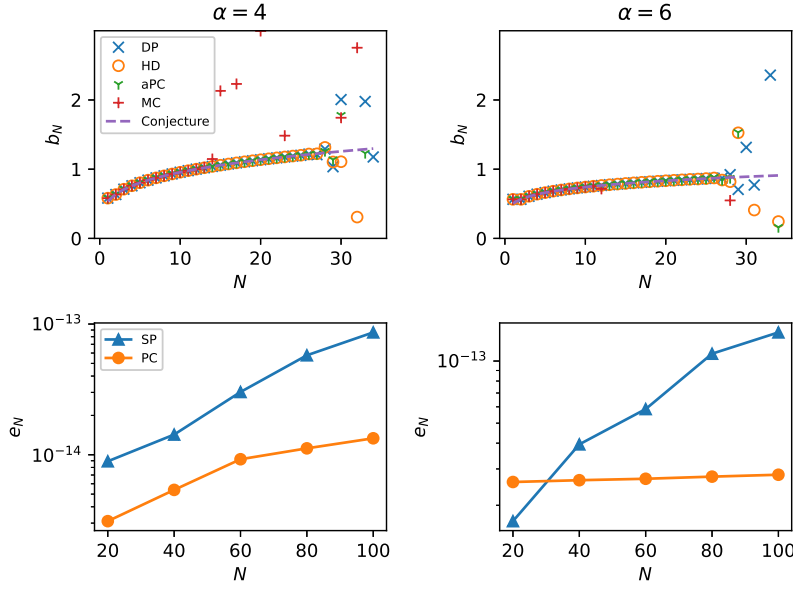 α = 4
b_N
2
1
0
DP
HD
aPC
MC
Conjecture
0 10 20 30
N
α = 6
b_N
2
1
0
0 10 20 30
N
e_N
10⁻¹³
10⁻¹⁴
SP
PC
20 40 60 80 100
N
e_N
10⁻¹³
20 40 60 80 100
N